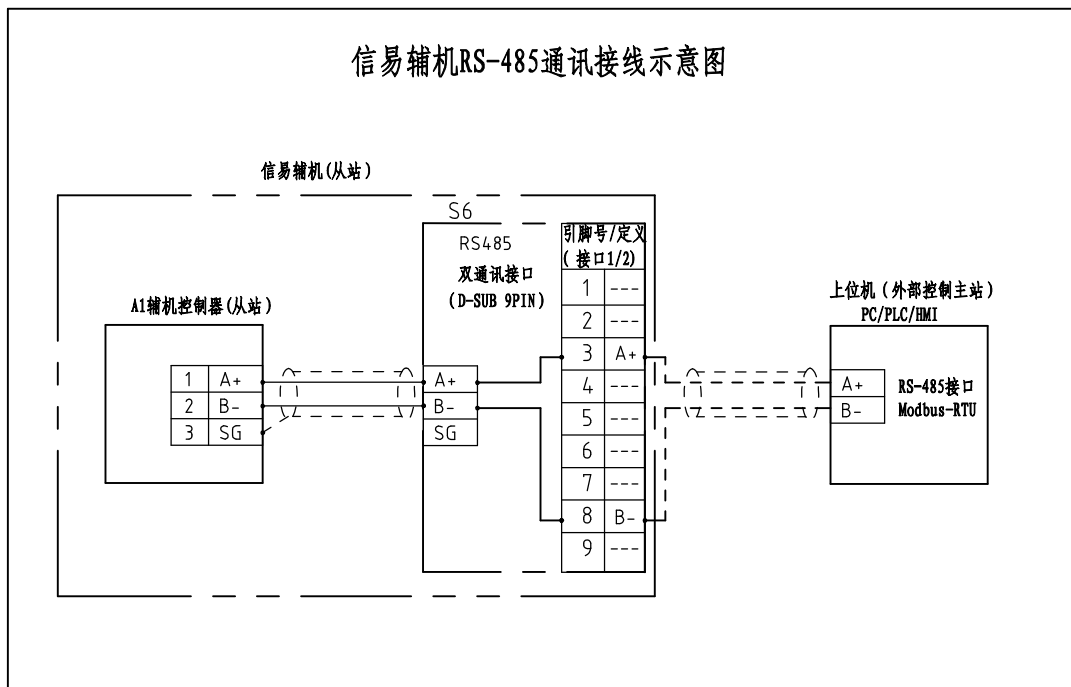 信易辅机RS-485通讯接线示意图
信易辅机(从站)
S6
RS485
双通讯接口
(D-SUB 9PIN)
引脚号/定义
( 接口1/2)
1 ---
2 ---
3 A+
4 ---
5 ---
6 ---
7 ---
8 B-
9 ---
A1辅机控制器(从站)
1 A+
2 B-
3 SG
A+
B-
SG
上位机 (外部控制主站)
PC/PLC/HMI
A+
B-
RS-485接口
Modbus-RTU